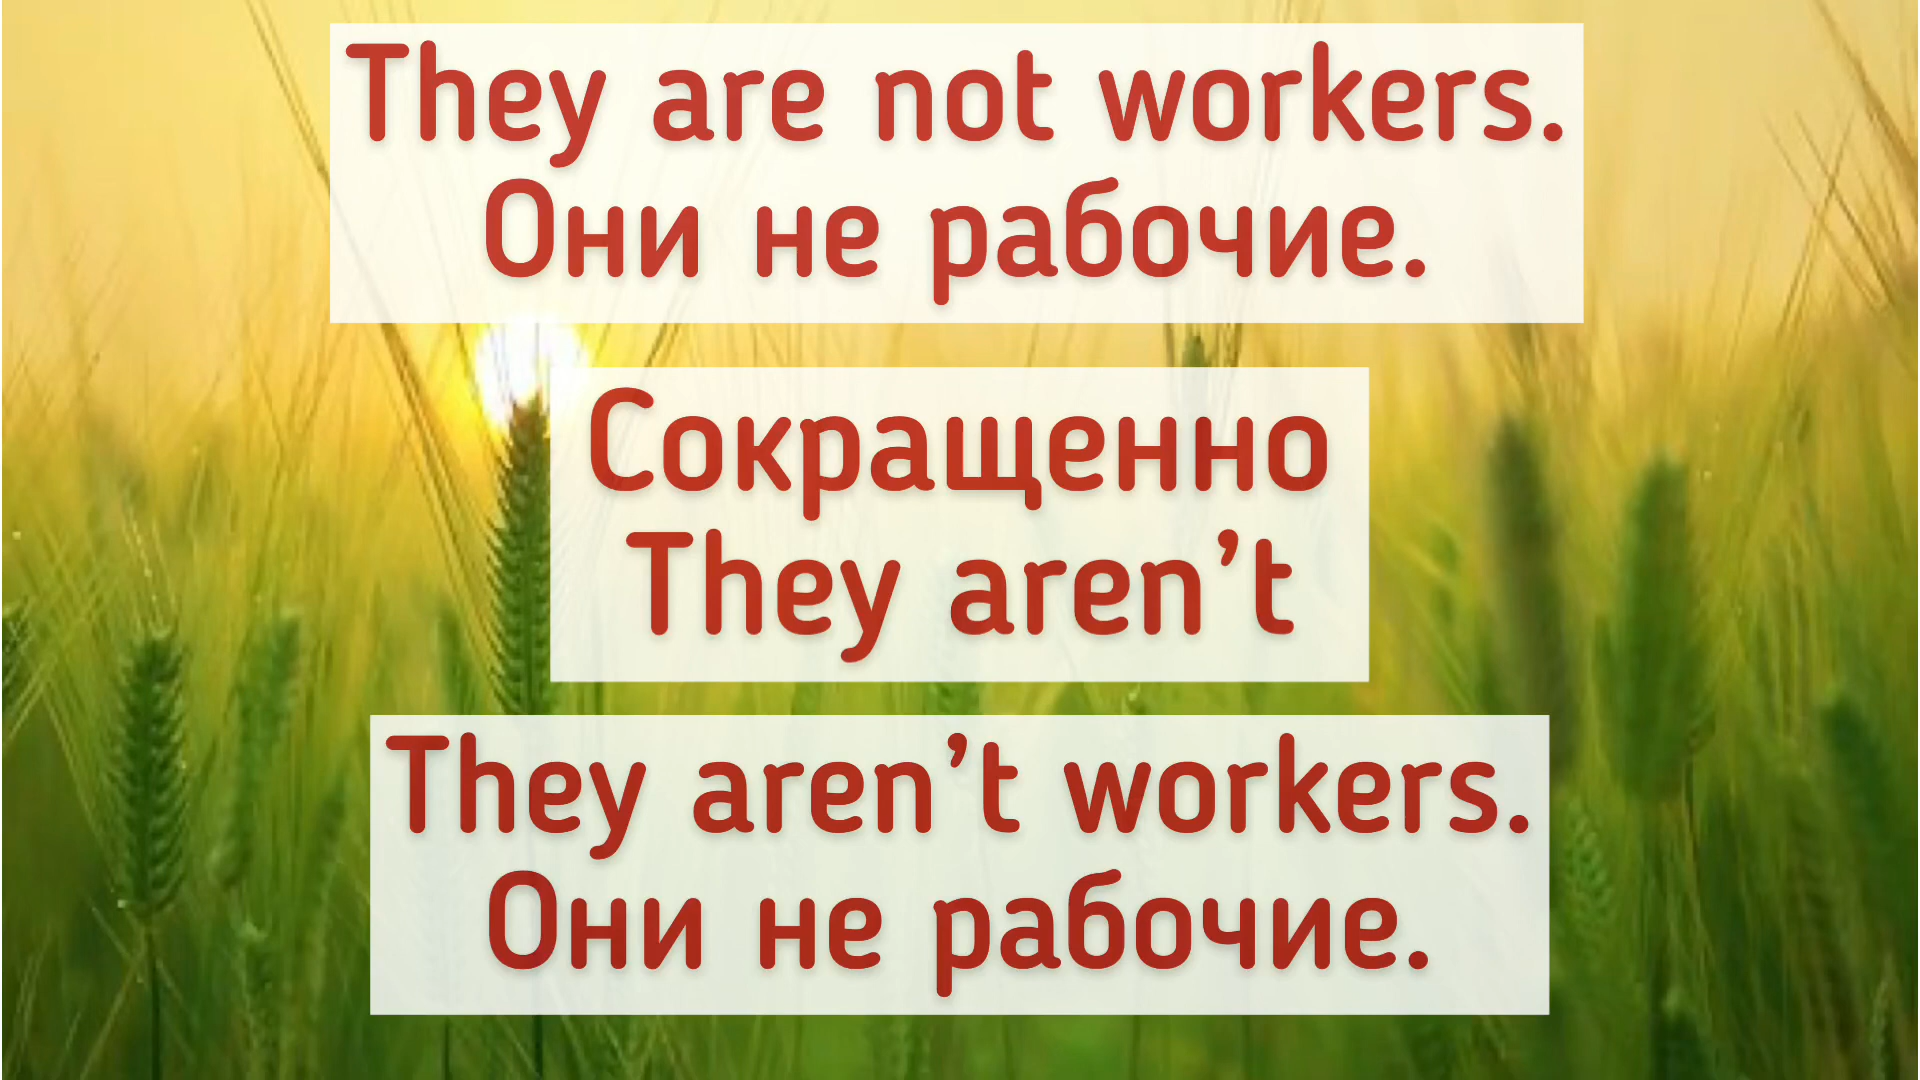 They are not workers.
Они не рабочие.
Сокращенно
They aren’t
They aren’t workers.
Они не рабочие.